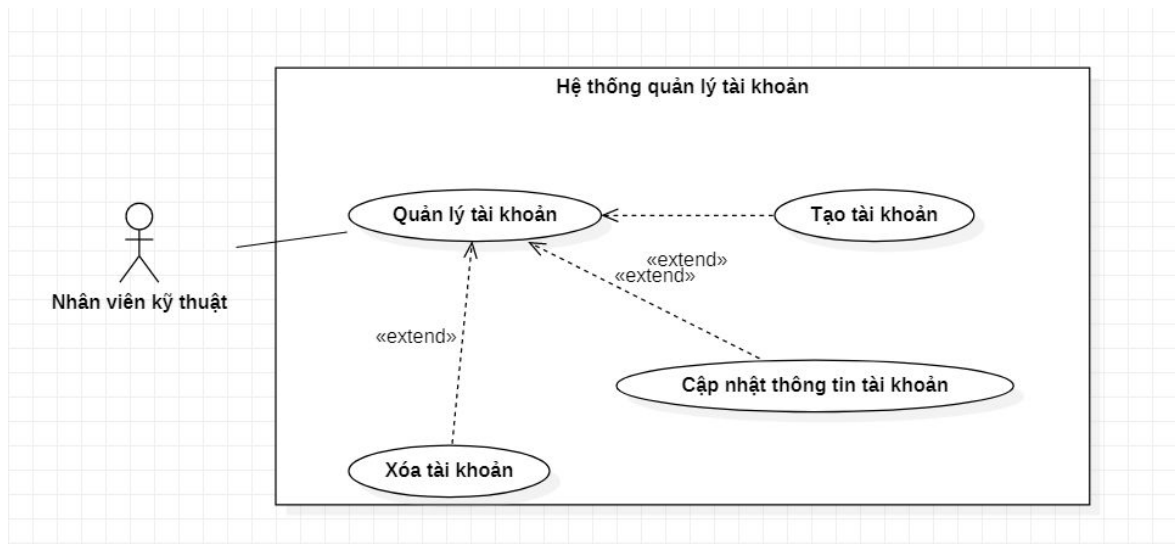 Hệ thống quản lý tài khoản
Quản lý tài khoản
Tạo tài khoản
«extend»
«extend»
Nhân viên kỹ thuật
«extend»
Cập nhật thông tin tài khoản
Xóa tài khoản